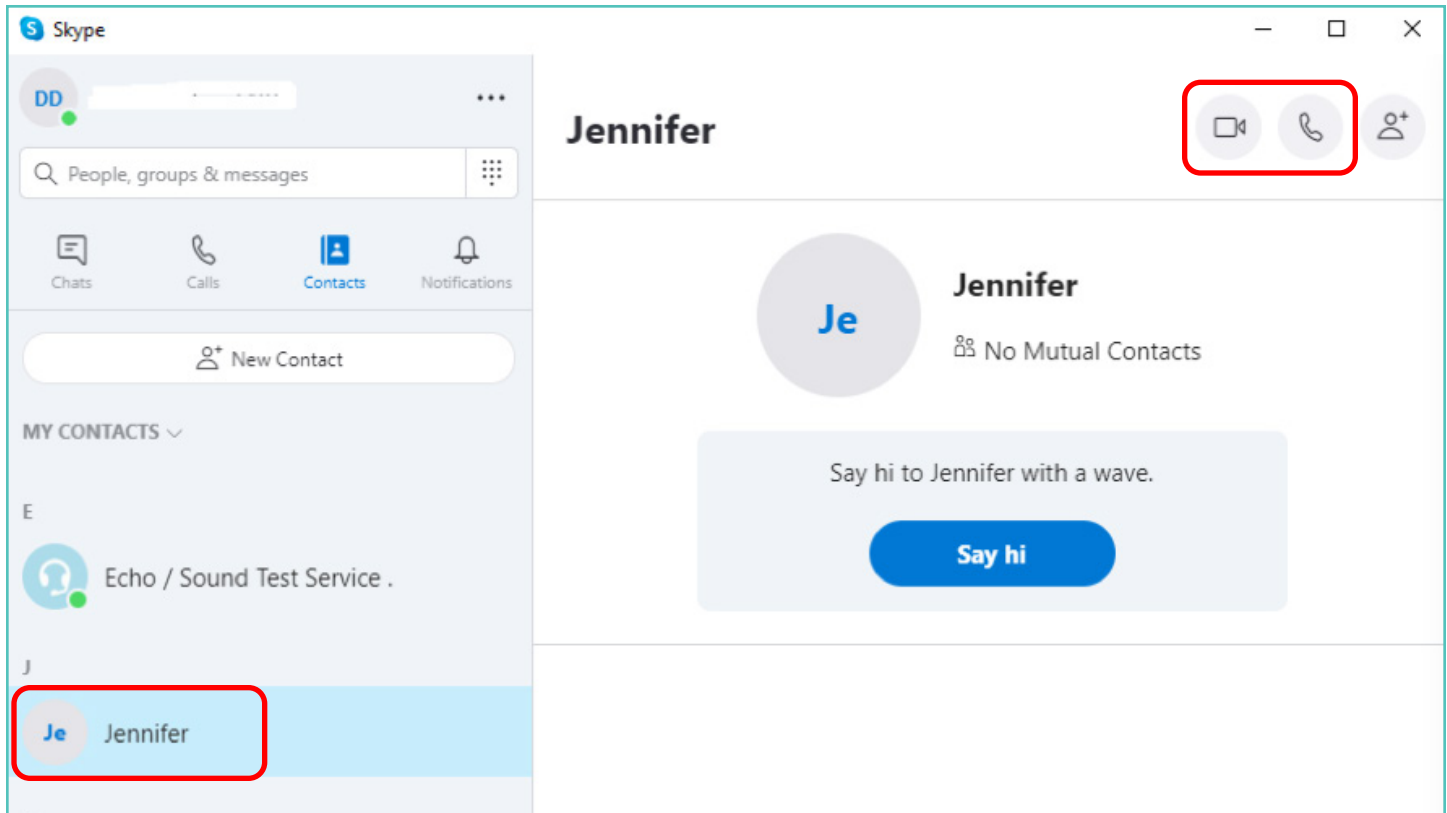 Skype
DD
People, groups & messages
Chats
Calls
Contacts
Notifications
New Contact
MY CONTACTS
E
Echo / Sound Test Service .
J
Je
Jennifer
Jennifer
Je
Jennifer
No Mutual Contacts
Say hi to Jennifer with a wave.
Say hi